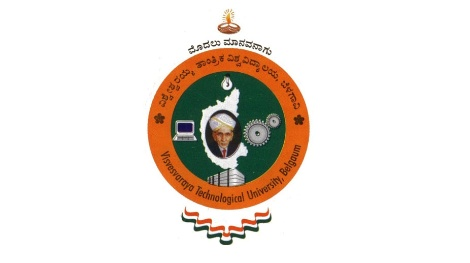 ಮೊದಲು ಮಾನವನಾಗು
ವಿಶ್ವೇಶ್ವರಯ್ಯ ತಾಂತ್ರಿಕ ವಿಶ್ವವಿದ್ಯಾಲಯ, ಬೆಳಗಾವಿ
Visvesvaraya Technological University, Belgaum